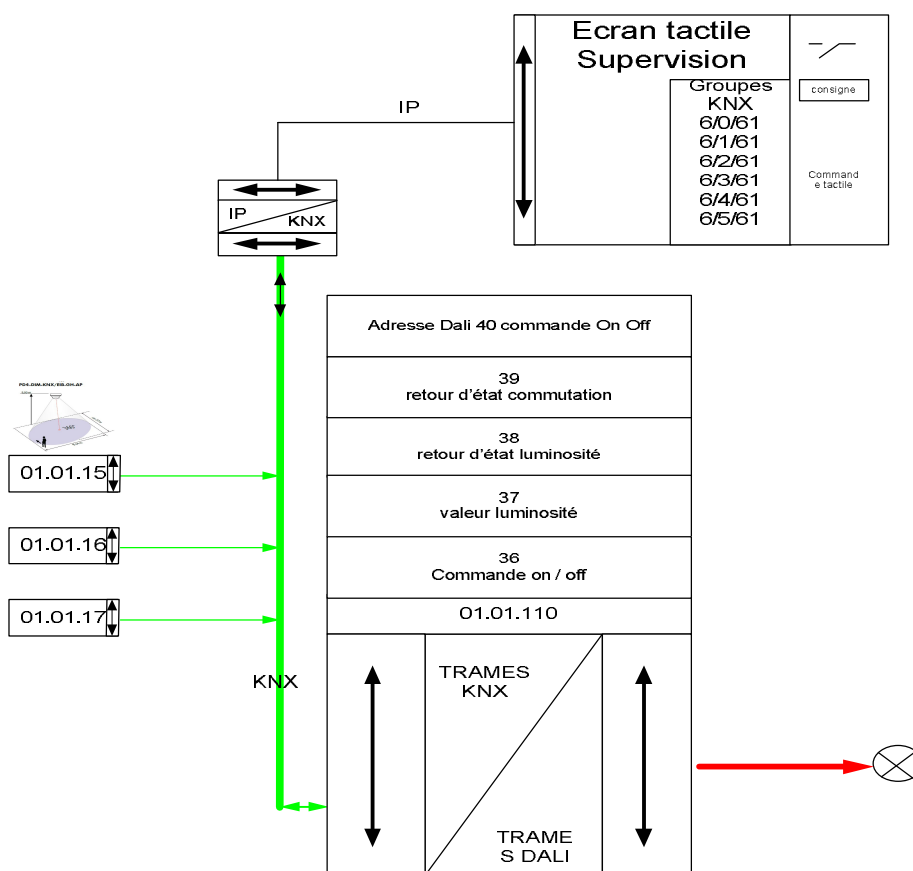 Ecran tactile
Supervision
Groupes
KNX
6/0/61
6/1/61
6/2/61
6/3/61
6/4/61
6/5/61
consigne
Command
e tactile
IP
IP
KNX
Adresse Dali 40 commande On Off
39
retour d'état commutation
38
retour d'état luminosité
37
valeur luminosité
36
Commande on / off
01.01.110
TRAMES
KNX
TRAME
S DALI
01.01.15
01.01.16
01.01.17
KNX